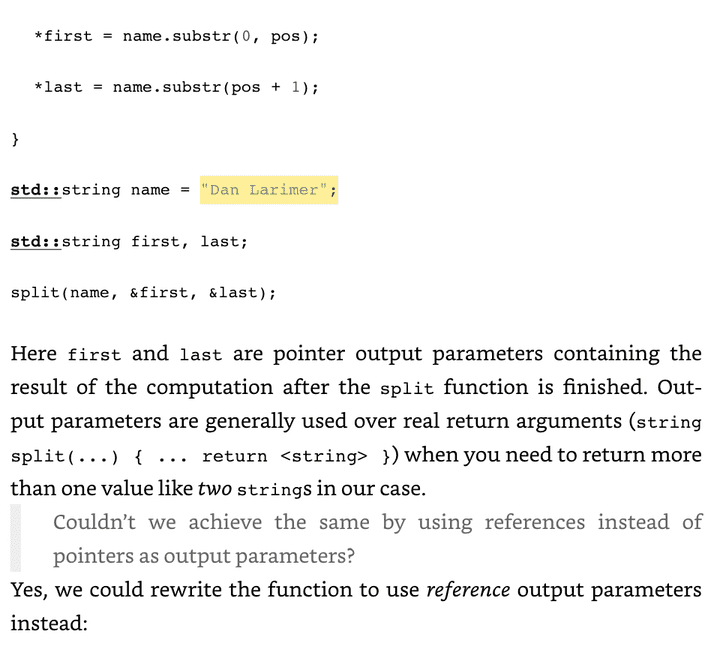 *first = name.substr(0, pos);
*last = name.substr(pos + 1);
}
std::string name = "Dan Larimer";
std::string first, last;
split(name, &first, &last);
Here first and last are pointer output parameters containing the
result of the computation after the split function is finished. Out-
put parameters are generally used over real return arguments (string
split(...) { ... return <string> }) when you need to return more
than one value like two strings in our case.
Couldn’t we achieve the same by using references instead of
pointers as output parameters?
Yes, we could rewrite the function to use reference output parameters
instead: